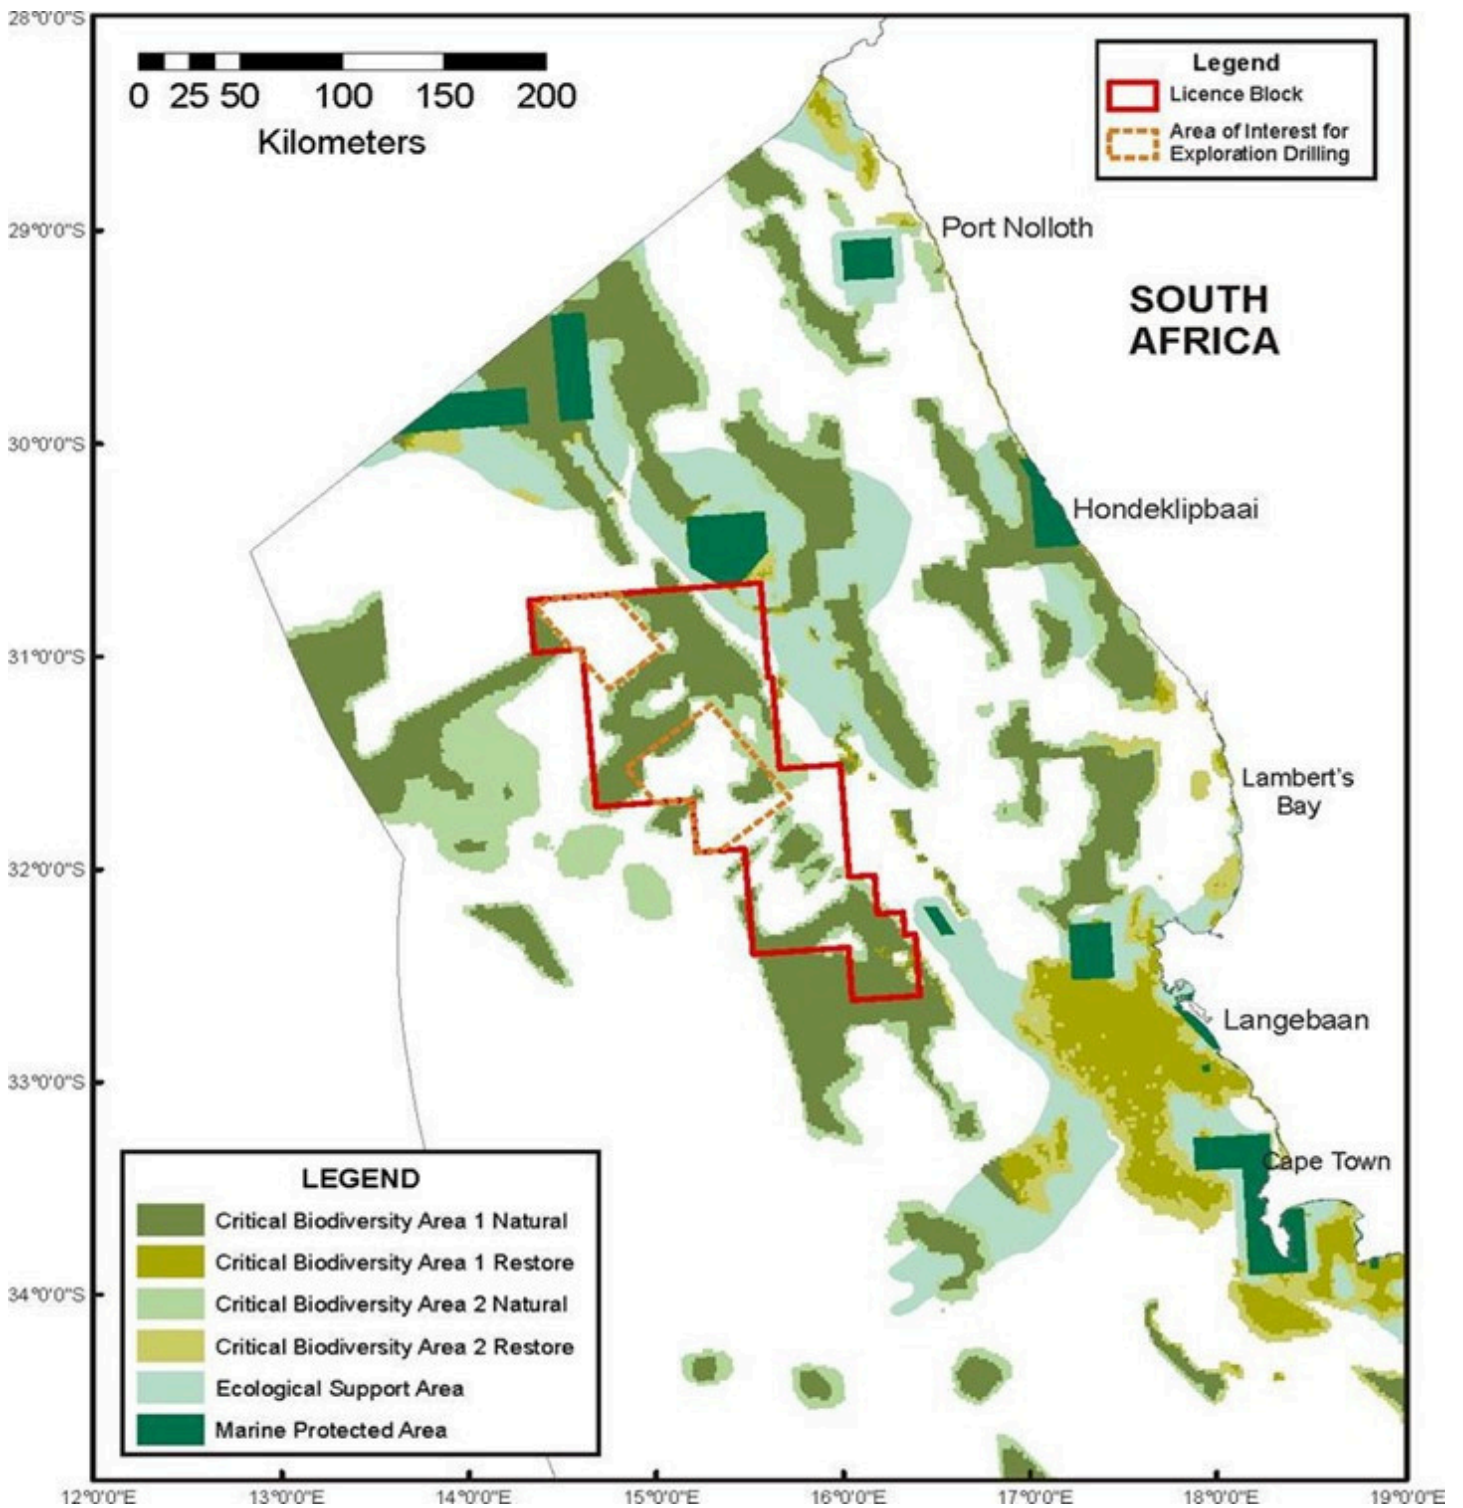 28°0'0"S
0 25 50 100 150 200
Kilometers
Legend
Licence Block
Area of Interest for
Exploration Drilling
29°0'0"S
Port Nolloth
SOUTH
AFRICA
30°0'0"S
Hondeklipbaai
31°0'0"S
Lambert's
Bay
32°0'0"S
Langebaan
33°0'0"S
Cape Town
LEGEND
Critical Biodiversity Area 1 Natural
Critical Biodiversity Area 1 Restore
Critical Biodiversity Area 2 Natural
Critical Biodiversity Area 2 Restore
Ecological Support Area
Marine Protected Area
34°0'0"S
12°0'0"E 13°0'0"E 14°0'0"E 15°0'0"E 16°0'0"E 17°0'0"E 18°0'0"E 19°0'0"E